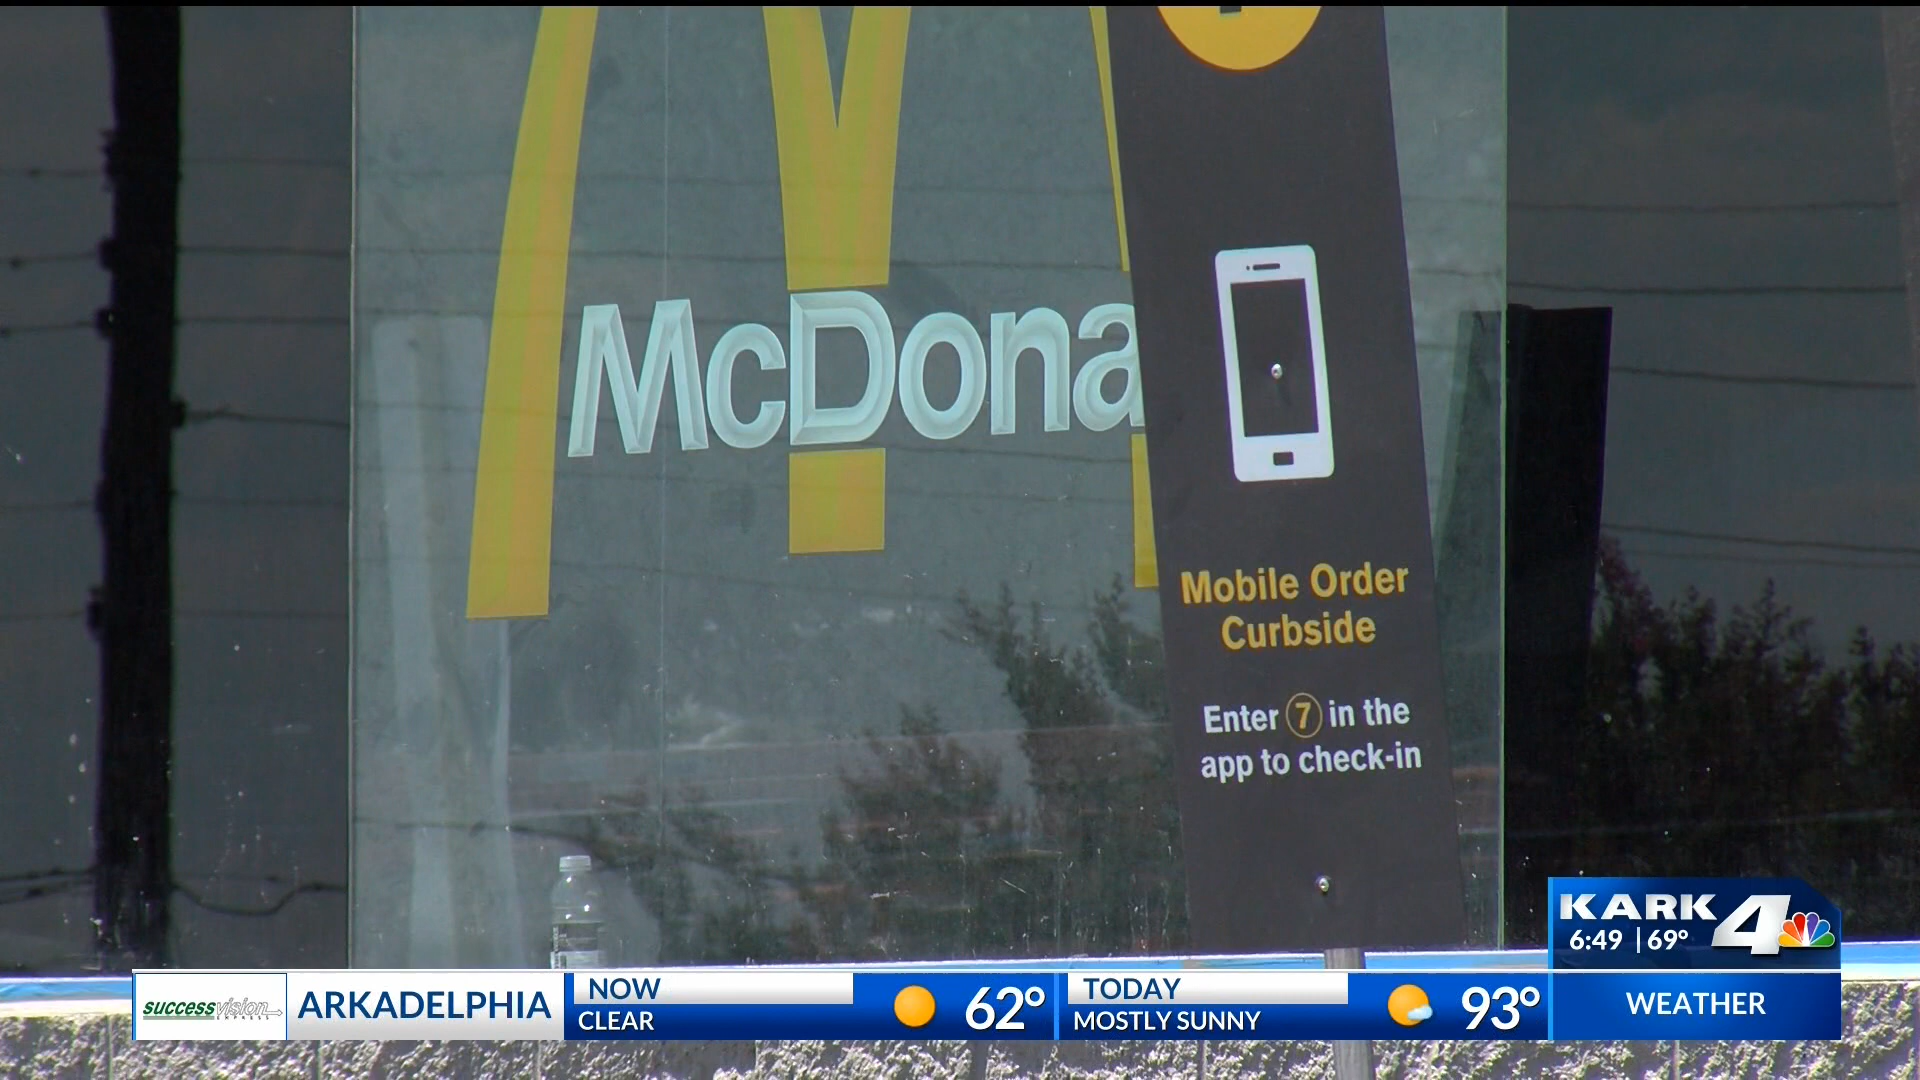 McDona
Mobile Order
Curbside
Enter 7 in the
app to check-in
KARK 4
6:49 | 69°
successvision
EXPRESS
ARKADELPHIA
NOW
CLEAR
62°
TODAY
MOSTLY SUNNY
93°
WEATHER